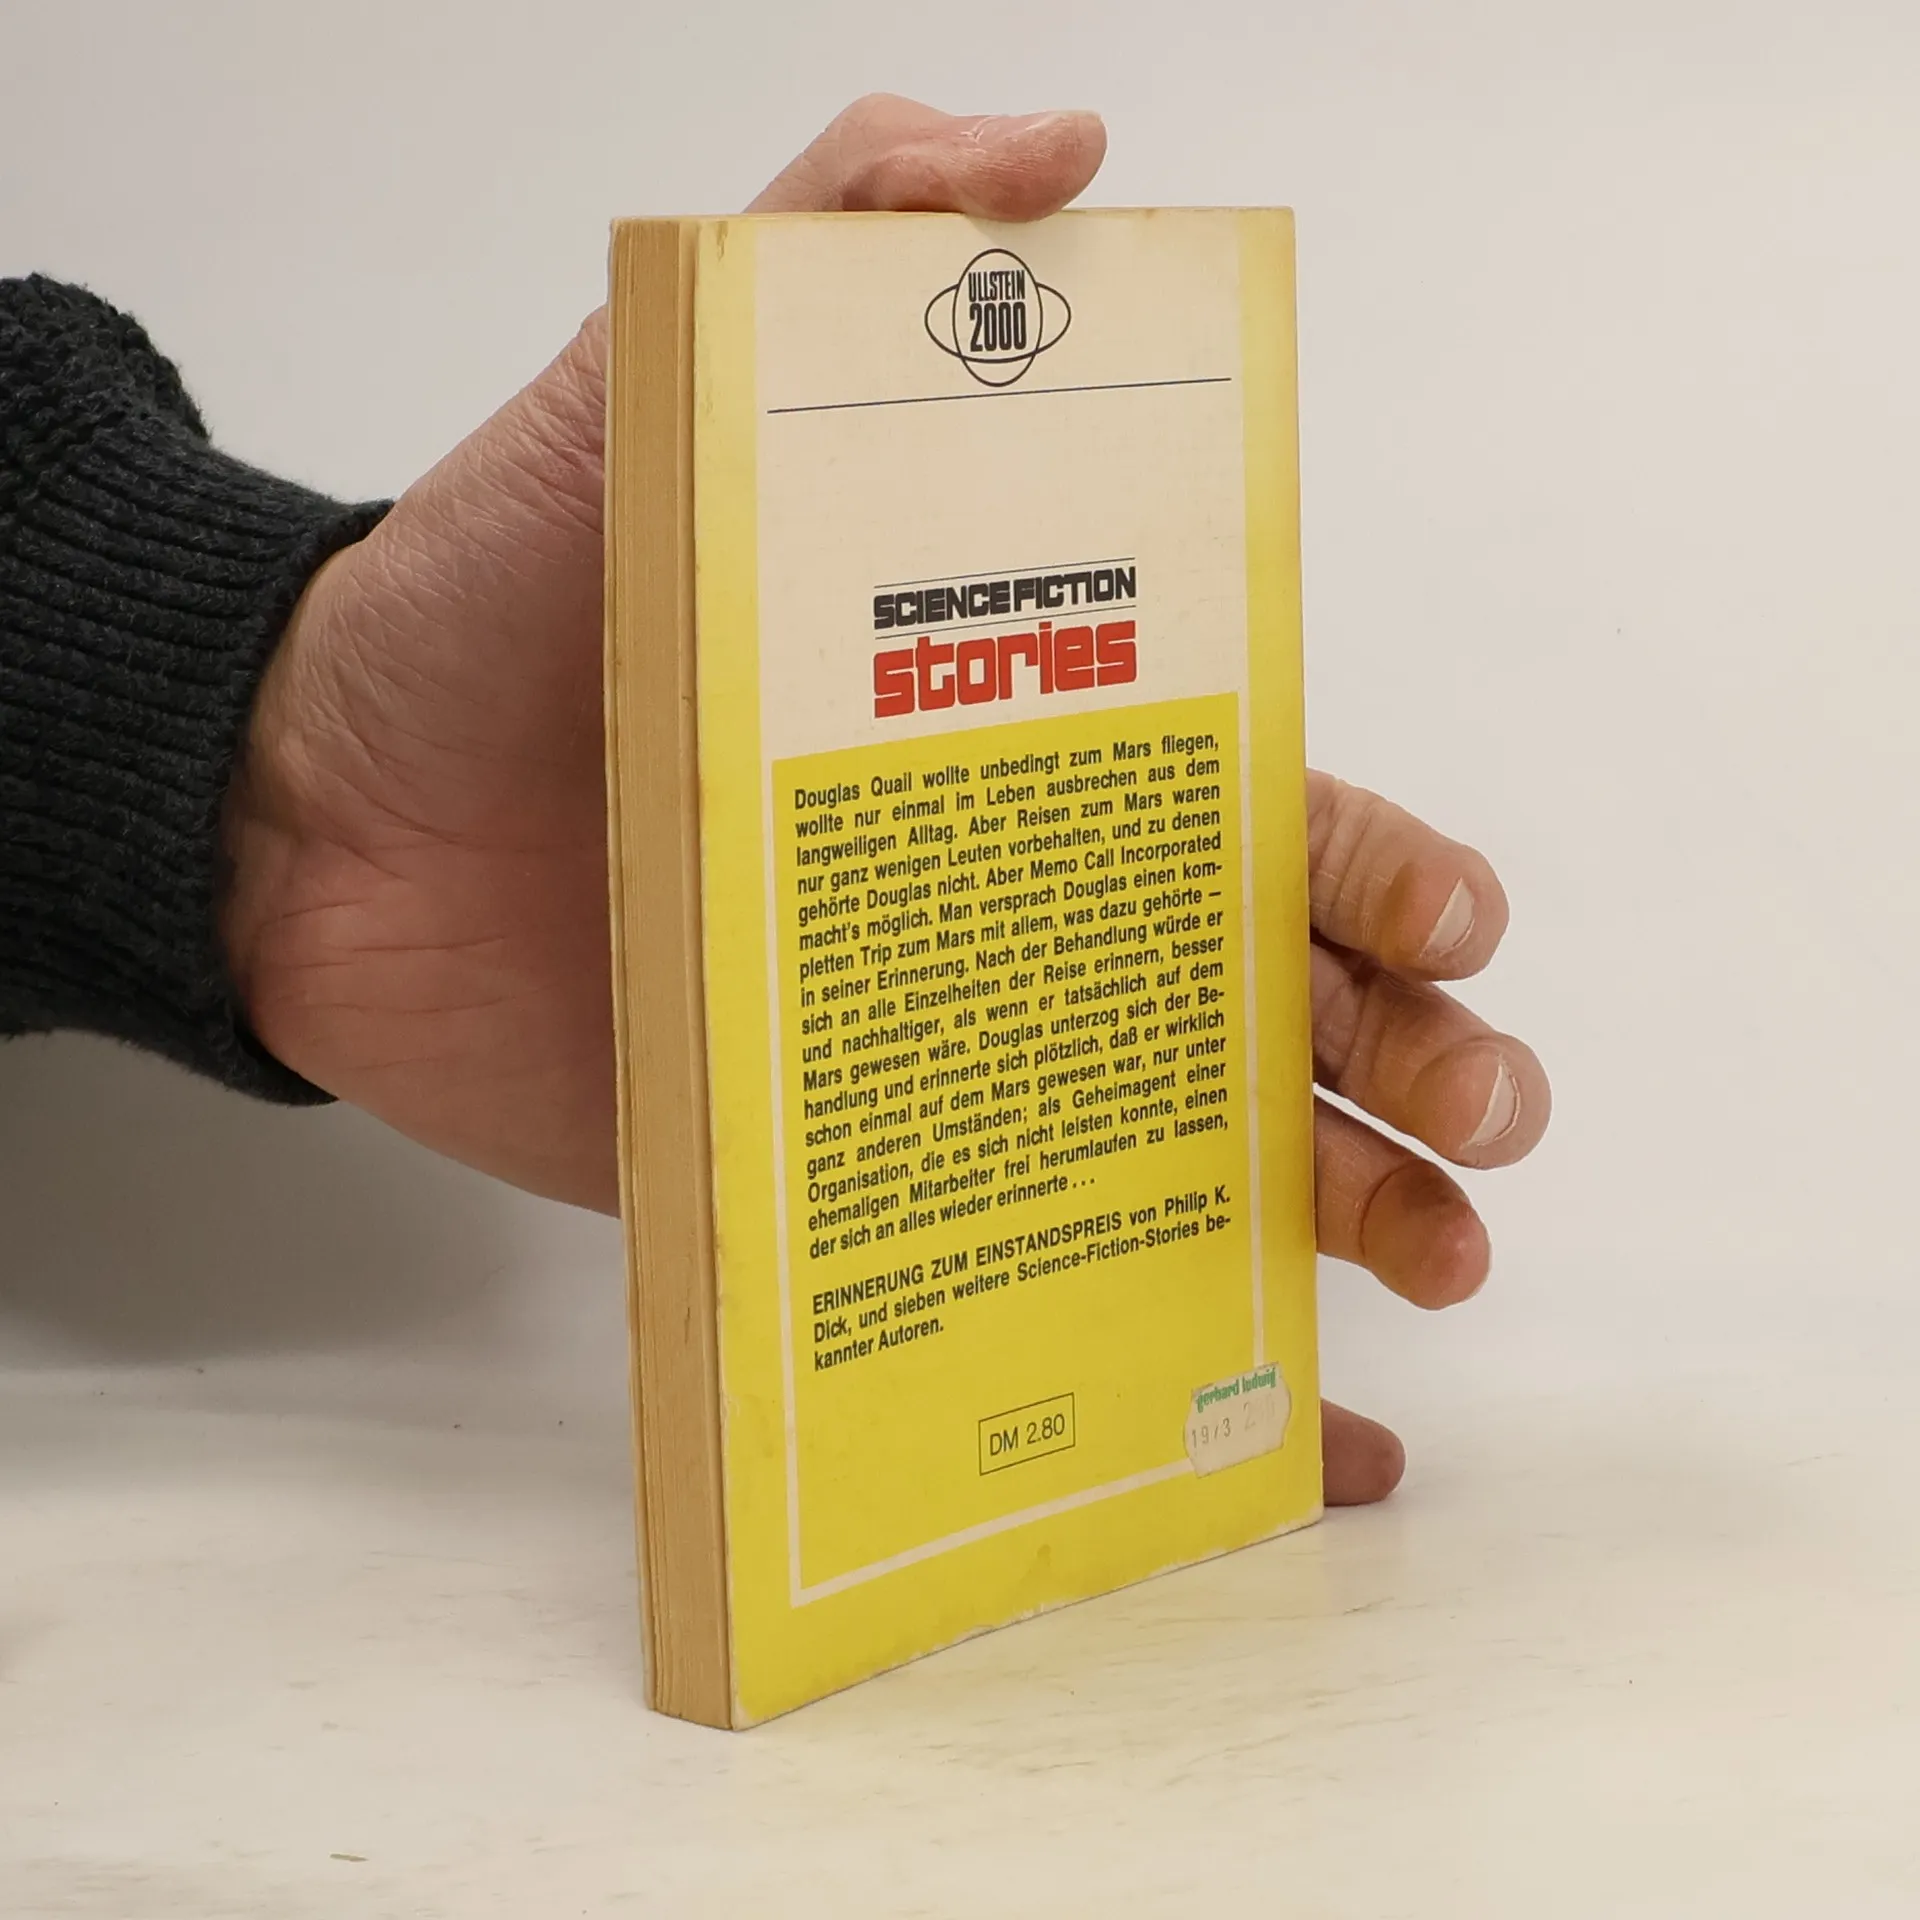 ULLSTEIN
2000
SCIENCE FICTION
stories
Douglas Quail wollte unbedingt zum Mars fliegen,
wollte nur einmal im Leben ausbrechen aus dem
langweiligen Alltag. Aber Reisen zum Mars waren
nur ganz wenigen Leuten vorbehalten, und zu denen
gehörte Douglas nicht. Aber Memo Call Incorporated
macht's möglich. Man versprach Douglas einen kom-
pletten Trip zum Mars mit allem, was dazu gehörte –
in seiner Erinnerung. Nach der Behandlung würde er
sich an alle Einzelheiten der Reise erinnern, besser
und nachhaltiger, als wenn er tatsächlich auf dem
Mars gewesen wäre. Douglas unterzog sich der Be-
handlung und erinnerte sich plötzlich, daß er wirklich
schon einmal auf dem Mars gewesen war, nur unter
ganz anderen Umständen; als Geheimagent einer
Organisation, die es sich nicht leisten konnte, einen
ehemaligen Mitarbeiter frei herumlaufen zu lassen,
der sich an alles wieder erinnerte ...
ERINNERUNG ZUM EINSTANDSPREIS von Philip K.
Dick, und sieben weitere Science-Fiction-Stories be-
kannter Autoren.
DM 2.80
gerhard ludwig